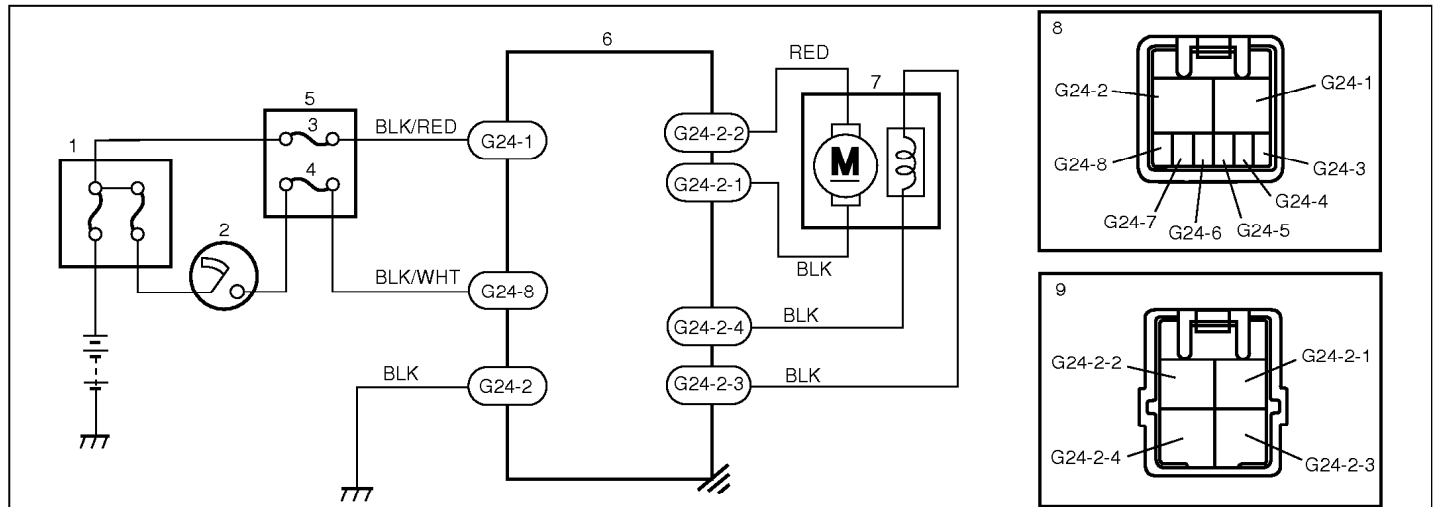 1
2
3
4
5
6
7
BLK/RED
BLK/WHT
BLK
G24-1
G24-8
G24-2
G24-2-2
G24-2-1
G24-2-4
G24-2-3
RED
BLK
BLK
BLK
M
8
G24-2
G24-1
G24-8
G24-3
G24-7
G24-6
G24-5
G24-4
9
G24-2-2
G24-2-1
G24-2-4
G24-2-3